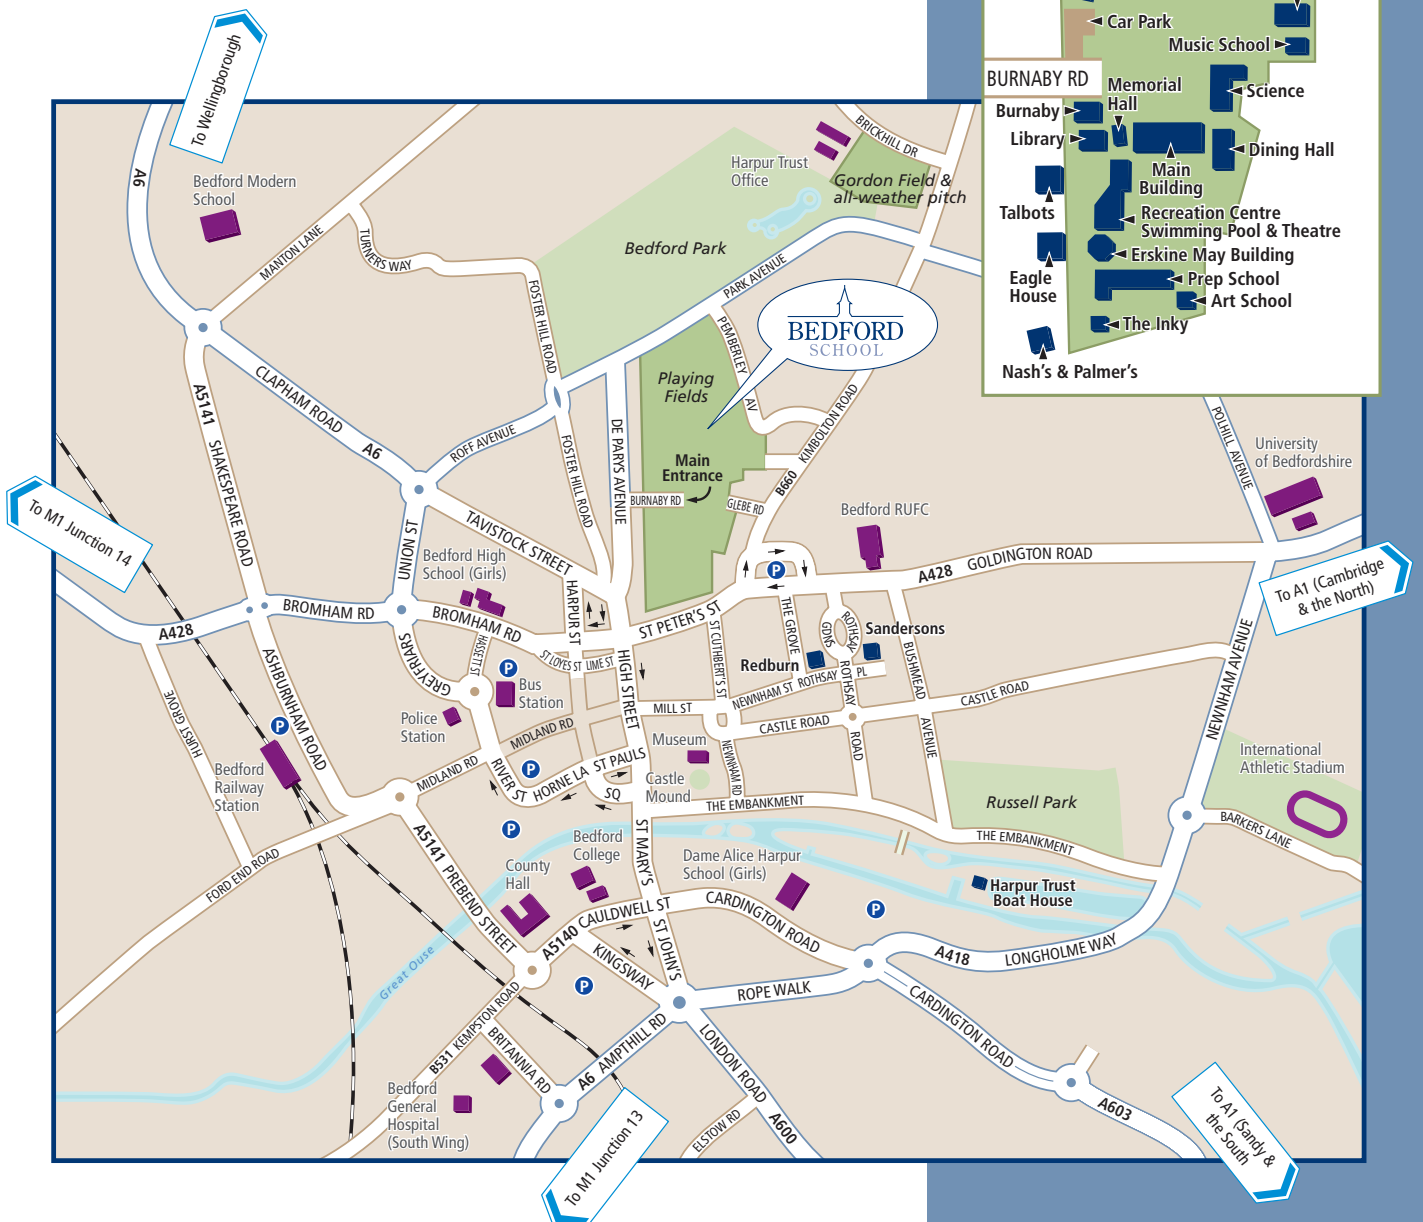 To Wellingborough
Car Park
Music School
BURNABY RD
Memorial
Hall
Science
Burnaby
Library
Main
Building
Dining Hall
Talbots
Recreation Centre
Swimming Pool & Theatre
Eagle
House
Erskine May Building
Prep School
Art School
The Inky
Nash's & Palmer's
A6
Bedford Modern
School
MANTON LANE
TURNERS WAY
Harpur Trust
Office
BRICKHILL DR
Gordon Field &
all-weather pitch
Bedford Park
PARK AVENUE
FOSTER HILL ROAD
PEMBERLEY
AV
BEDFORD
SCHOOL
Playing
Fields
CLAPHAM ROAD
A6
A5141
SHAKESPEARE ROAD
ROFF AVENUE
FOSTER HILL ROAD
DE PARYS AVENUE
KIMBOLTON ROAD
B660
POLHILL AVENUE
University
of Bedfordshire
Main
Entrance
BURNABY RD
GLEBE RD
Bedford RUFC
To M1 Junction 14
UNION ST
TAVISTOCK STREET
Bedford High
School (Girls)
HARPUR ST
P
A428
GOLDINGTON ROAD
To A1 (Cambridge
& the North)
BROMHAM RD
BROMHAM RD
A428
ST PETER'S ST
THE GROVE
ROTHSAY
GDNS
Sandersons
Redburn
BUSHMEAD
AVENUE
GREYFRIARS
HASSETT ST
ST LOYES ST
LIME ST
HIGH STREET
ST CUTHBERT'S ST
NEWNHAM ST
ROTHSAY
PL
ROTHSAY
ROAD
CASTLE ROAD
NEWNHAM AVENUE
ASHBURNHAM ROAD
HURST GROVE
P
P
Bus
Station
Police
Station
MIDLAND RD
MILL ST
CASTLE ROAD
Museum
NEWNHAM RD
International
Athletic Stadium
Bedford
Railway
Station
MIDLAND RD
RIVER ST
P
HORNE LA
ST PAULS
SQ
Castle
Mound
THE EMBANKMENT
Russell Park
THE EMBANKMENT
BARKERS LANE
FORD END ROAD
A5141
PREBEND STREET
P
Bedford
College
County
Hall
ST MARY'S
Dame Alice Harpur
School (Girls)
Harpur Trust
Boat House
P
CAULDWELL ST
A5140
CARDINGTON ROAD
ST JOHN'S
KINGSWAY
A418
LONGHOLME WAY
Great Ouse
P
ROPE WALK
CARDINGTON ROAD
B531
KEMPSTON ROAD
BRITANNIA RD
A6
AMPTHILL RD
LONDON ROAD
A600
ELSTOW RD
A603
Bedford
General
Hospital
(South Wing)
To M1 Junction 13
To A1 (Sandy &
the South